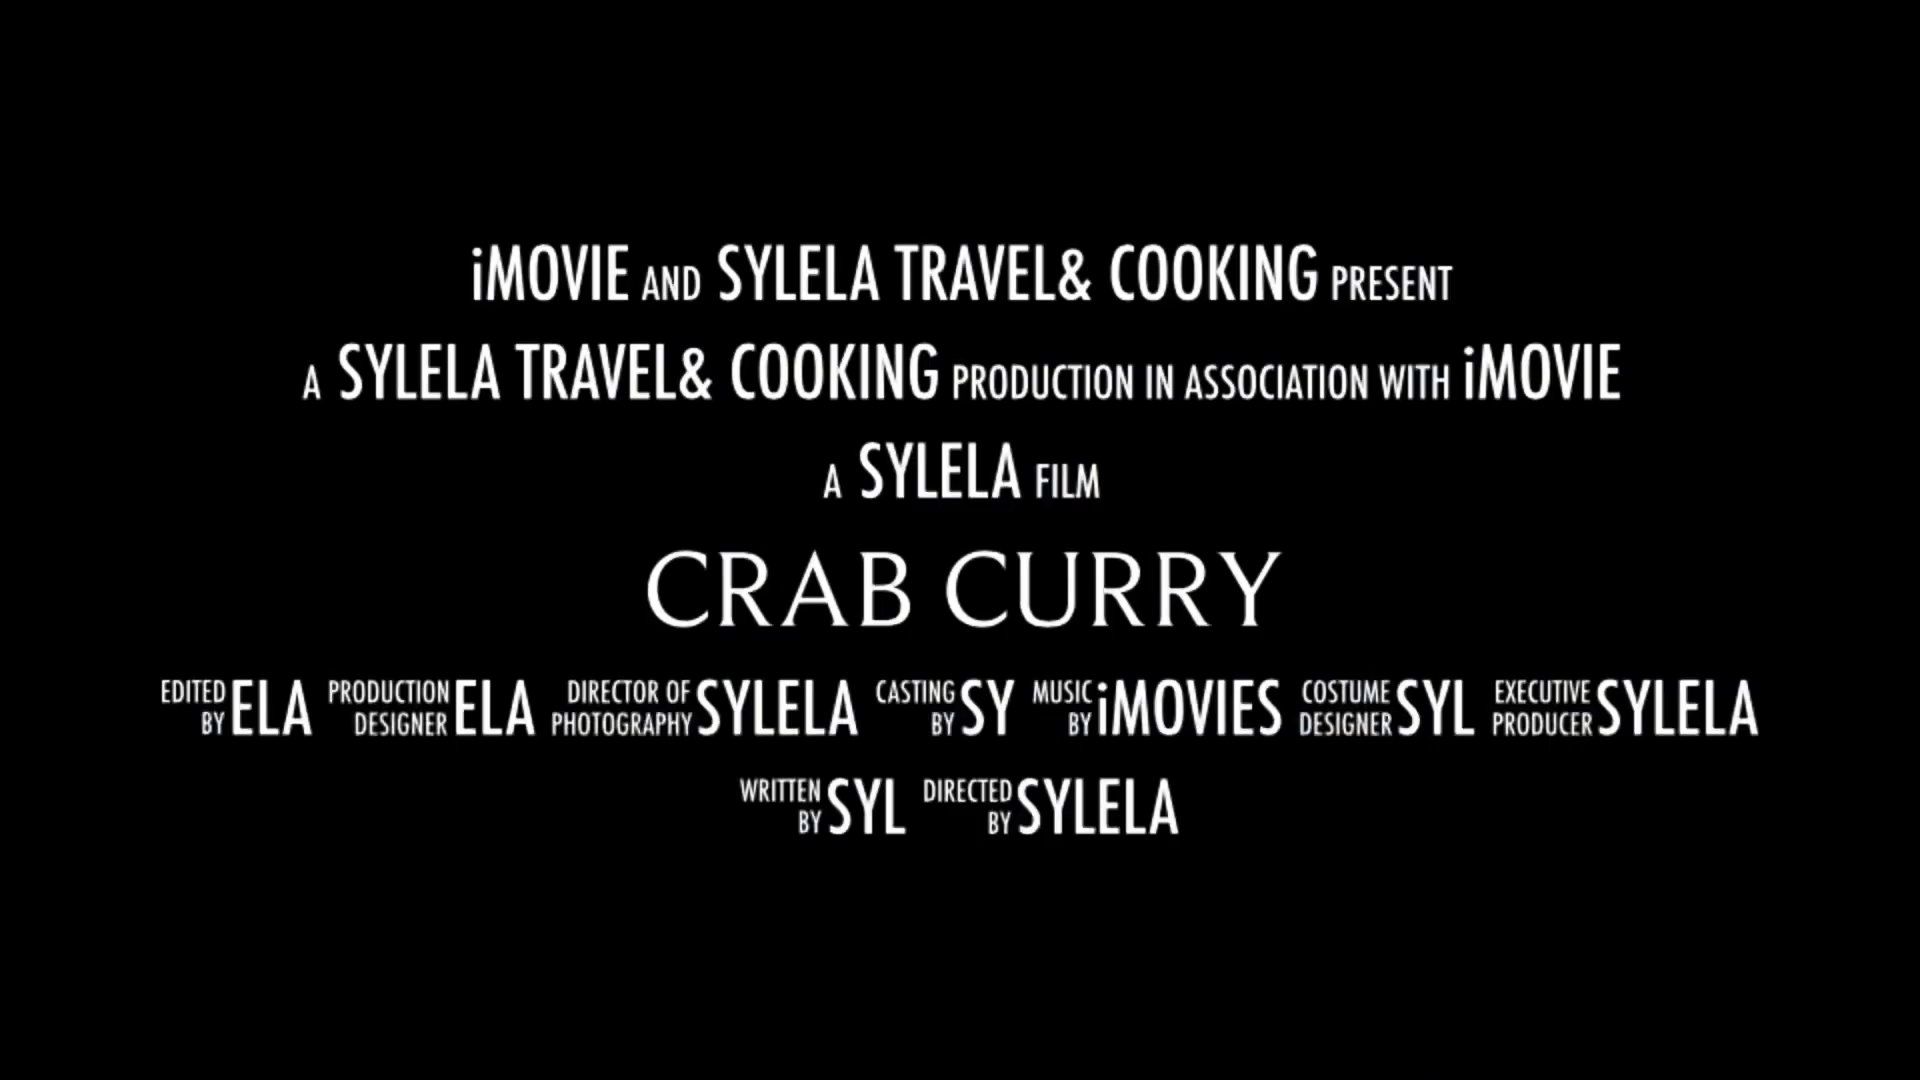 iMOVIE AND SYLELA TRAVEL& COOKING PRESENT
A SYLELA TRAVEL& COOKING PRODUCTION IN ASSOCIATION WITH iMOVIE
A SYLELA FILM
CRAB CURRY
EDITED BY ELA PRODUCTION DESIGNER ELA DIRECTOR OF PHOTOGRAPHY SYLELA CASTING BY SY MUSIC BY iMOVIES COSTUME DESIGNER SYL EXECUTIVE PRODUCER SYLELA
WRITTEN BY SYL DIRECTED BY SYLELA